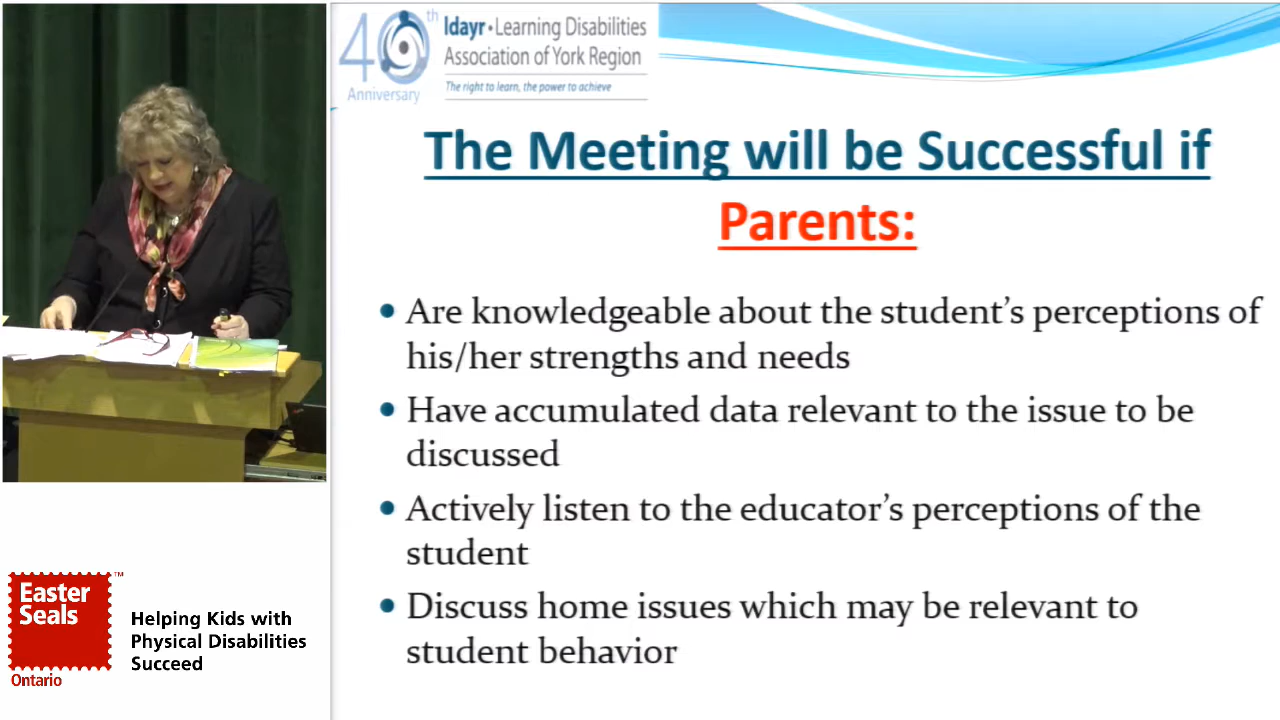 40th
Anniversary
ldayr • Learning Disabilities
Association of York Region
The right to learn, the power to achieve
The Meeting will be Successful if
Parents:
• Are knowledgeable about the student’s perceptions of
his/her strengths and needs
• Have accumulated data relevant to the issue to be
discussed
• Actively listen to the educator’s perceptions of the
student
• Discuss home issues which may be relevant to
student behavior
Easter
Seals
™
Ontario
Helping Kids with
Physical Disabilities
Succeed